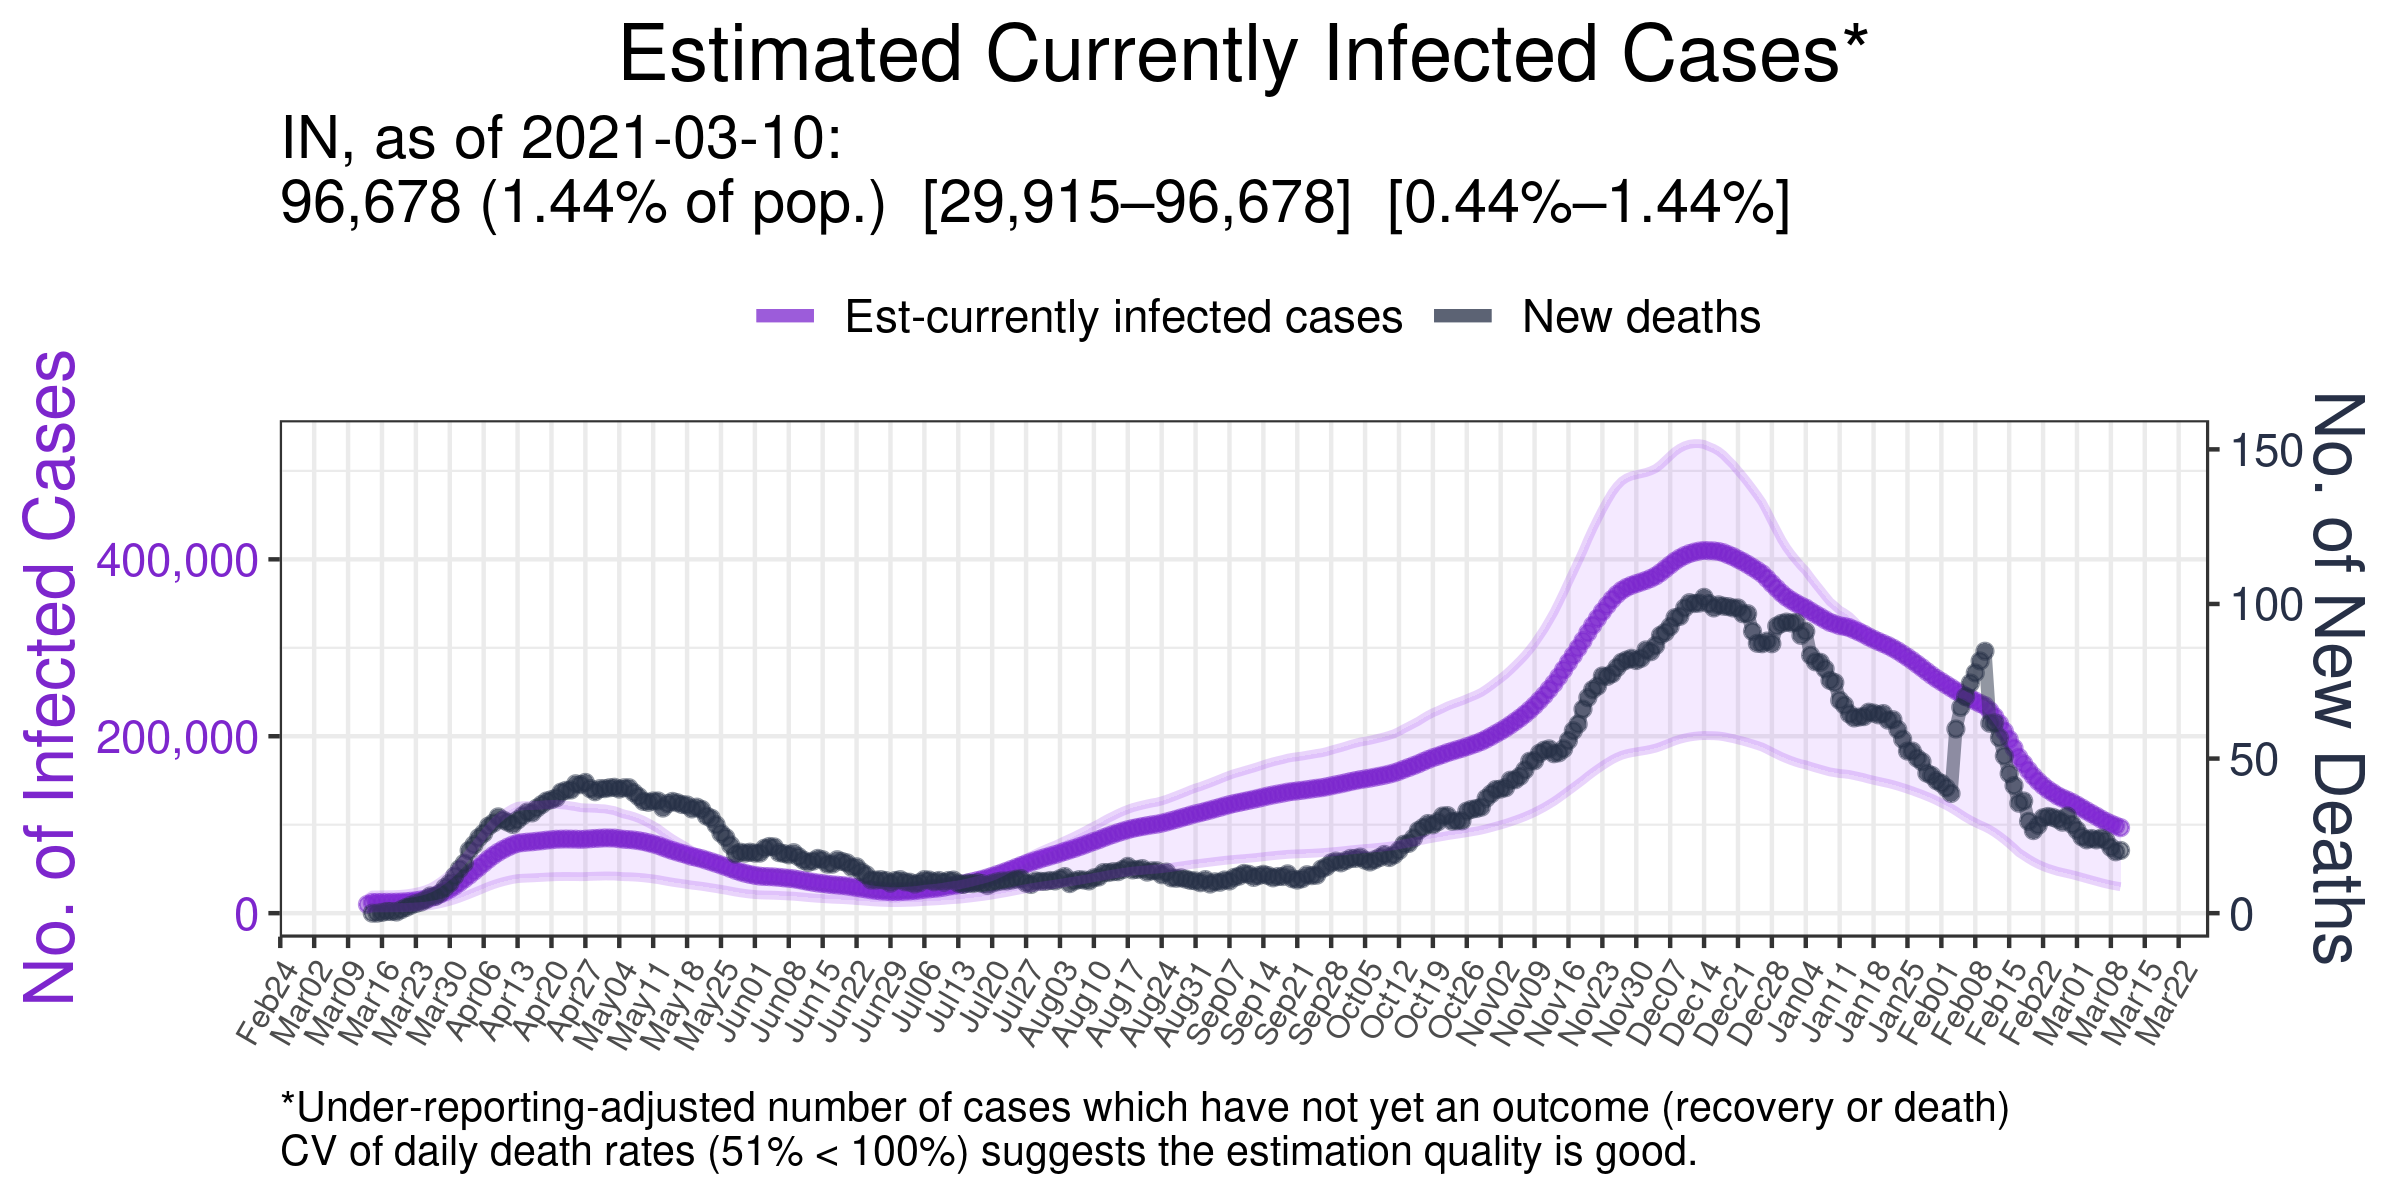 Estimated Currently Infected Cases*
IN, as of 2021-03-10:
96,678 (1.44% of pop.) [29,915–96,678] [0.44%–1.44%]
Est-currently infected cases New deaths
No. of Infected Cases
400,000
200,000
0
150
100
50
0
No. of New Deaths
Feb24 Mar02 Mar09 Mar16 Mar23 Mar30 Apr06 Apr13 Apr20 Apr27 May04 May11 May18 May25 Jun01 Jun08 Jun15 Jun22 Jun29 Jul06 Jul13 Jul20 Jul27 Aug03 Aug10 Aug17 Aug24 Aug31 Sep07 Sep14 Sep21 Sep28 Oct05 Oct12 Oct19 Oct26 Nov02 Nov09 Nov16 Nov23 Nov30 Dec07 Dec14 Dec21 Dec28 Jan04 Jan11 Jan18 Jan25 Feb01 Feb08 Feb15 Feb22 Mar01 Mar08 Mar15 Mar22
*Under-reporting-adjusted number of cases which have not yet an outcome (recovery or death)
CV of daily death rates (51% < 100%) suggests the estimation quality is good.